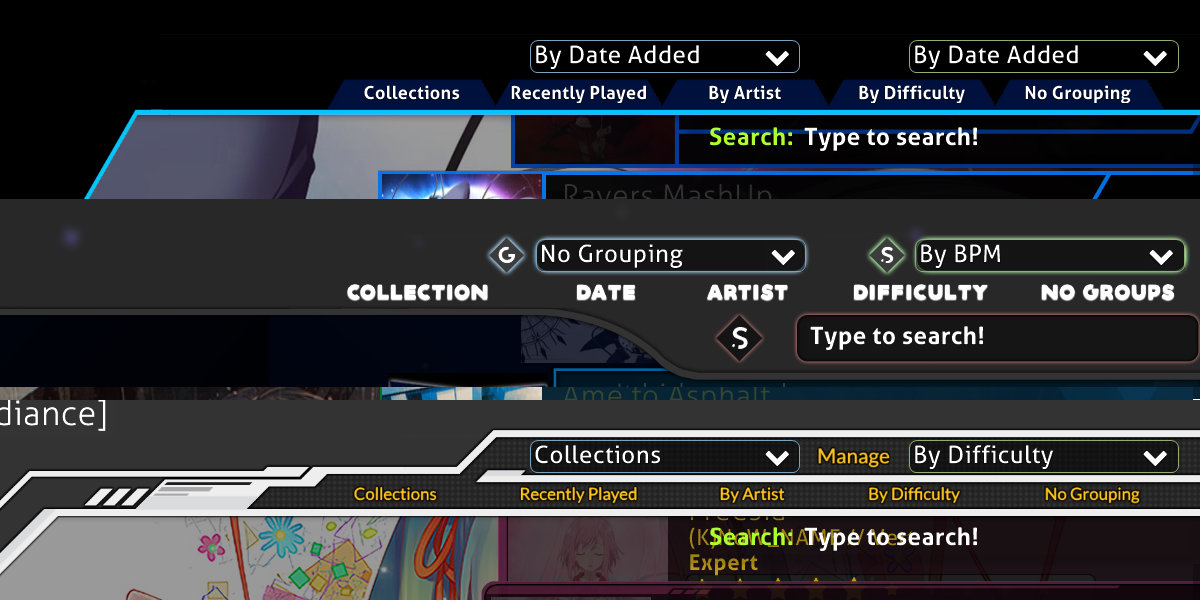 By Date Added By Date Added
Collections Recently Played By Artist By Difficulty No Grouping
Search: Type to search!
Ravers MashUp
G No Grouping S By BPM
COLLECTION DATE ARTIST DIFFICULTY NO GROUPS
S Type to search!
Asphalt
diance]
Collections Manage By Difficulty
Collections Recently Played By Artist By Difficulty No Grouping
Search: Type to search!
Expert